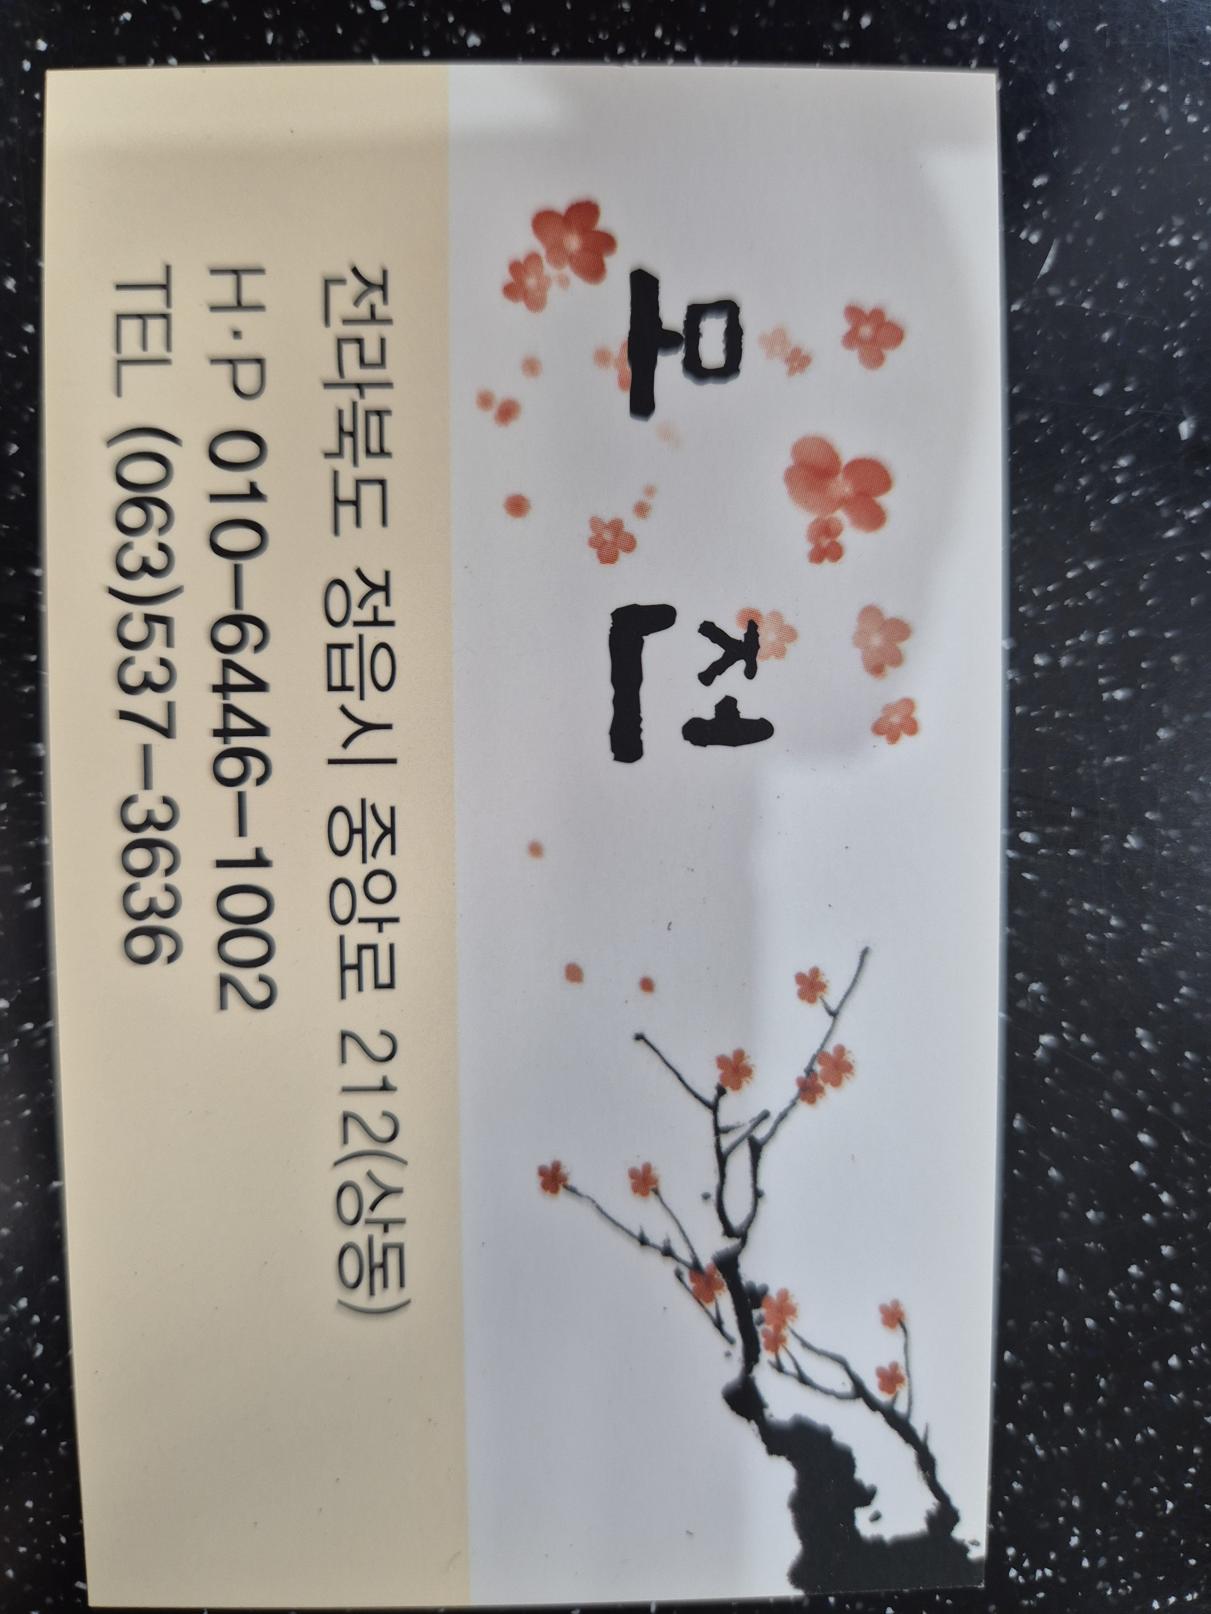 모전
전라북도 정읍시 중앙로 212(상동)
H·P 010-6446-1002
TEL (063)537-3636